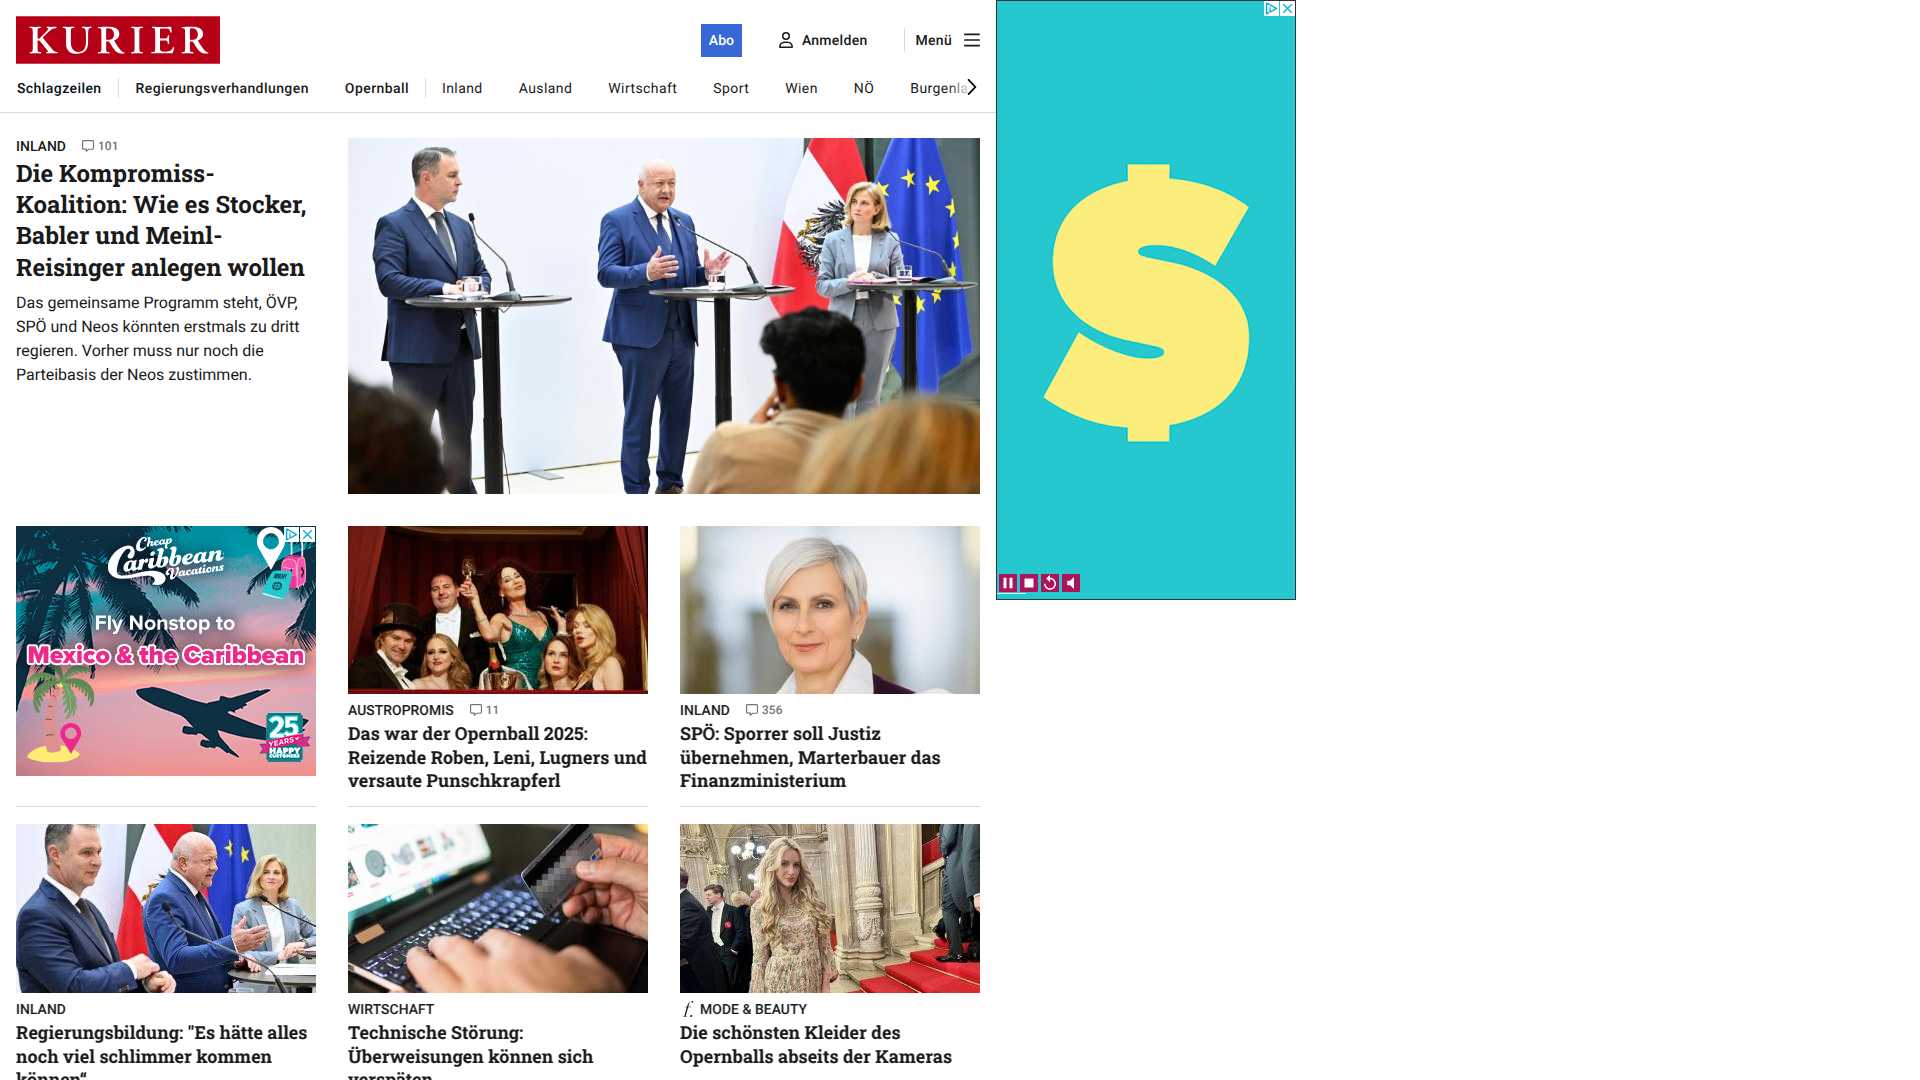 KURIER
Abo
Anmelden
Menü
Schlagzeilen
Regierungsverhandlungen
Opernball
Inland
Ausland
Wirtschaft
Sport
Wien
NÖ
Burgenla
INLAND 101
Die Kompromiss-
Koalition: Wie es Stocker,
Babler und Meinl-
Reisinger anlegen wollen
Das gemeinsame Programm steht, ÖVP,
SPÖ und Neos könnten erstmals zu dritt
regieren. Vorher muss nur noch die
Parteibasis der Neos zustimmen.
$
Cheap
Caribbean
Vacations
Fly Nonstop to
Mexico & the Caribbean
25
YEARS OF
HAPPY
CUSTOMERS
AUSTROPROMIS 11
Das war der Opernball 2025:
Reizende Roben, Leni, Lugners und
versaute Punschkrapferl
INLAND 356
SPÖ: Sporrer soll Justiz
übernehmen, Marterbauer das
Finanzministerium
INLAND
Regierungsbildung: "Es hätte alles
noch viel schlimmer kommen
können“
WIRTSCHAFT
Technische Störung:
Überweisungen können sich
verspäten
f. MODE & BEAUTY
Die schönsten Kleider des
Opernballs abseits der Kameras